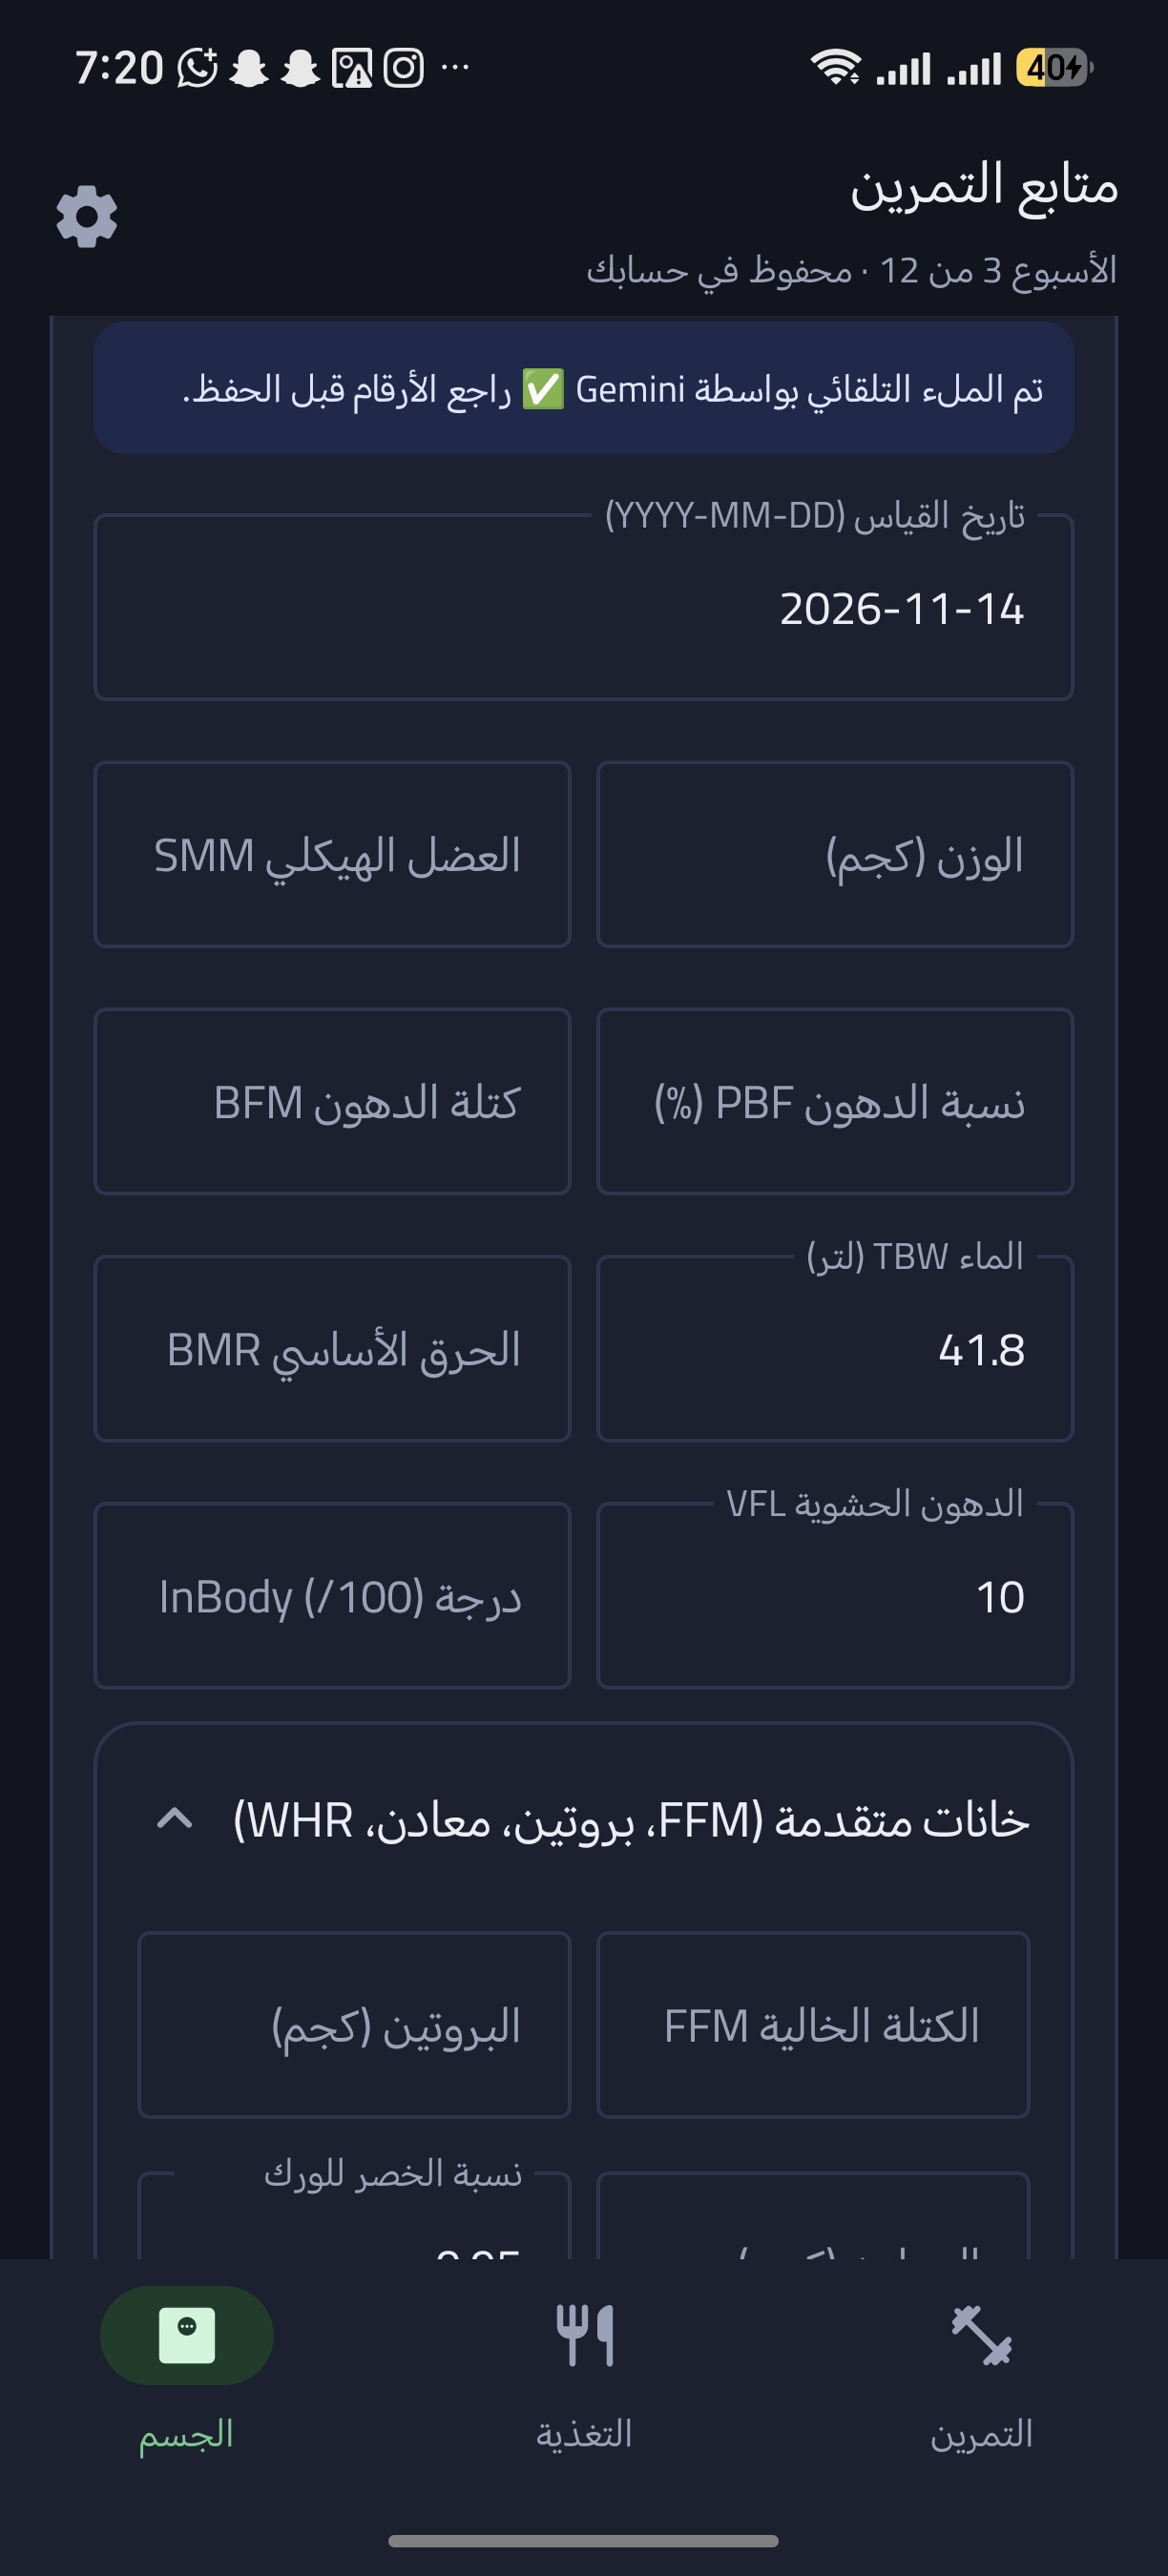 7:20
40
متابع التمرين
الأسبوع 3 من 12 · محفوظ في حسابك
تم الملء التلقائي بواسطة Gemini ✅ راجع الأرقام قبل الحفظ.
تاريخ القياس (YYYY-MM-DD)
2026-11-14
الوزن (كجم)
العضل الهيكلي SMM
نسبة الدهون PBF (%)
كتلة الدهون BFM
الماء TBW (لتر)
41.8
الحرق الأساسي BMR
الدهون الحشوية VFL
10
درجة InBody (/100)
خانات متقدمة (FFM، بروتين، معادن، WHR)
الكتلة الخالية FFM
البروتين (كجم)
نسبة الخصر للورك
التمرين
التغذية
الجسم